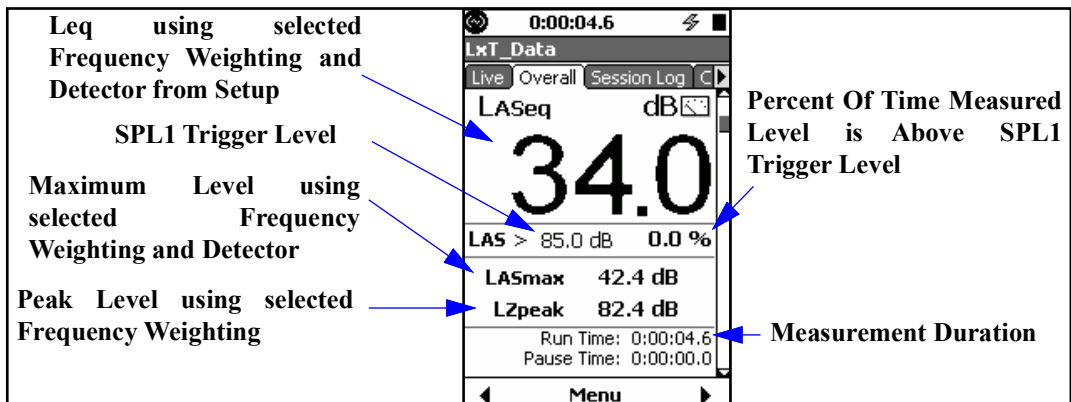 Leq using selected
Frequency Weighting and
Detector from Setup
SPL1 Trigger Level
Maximum Level using
selected Frequency
Weighting and Detector
Peak Level using selected
Frequency Weighting
0:00:04.6
LxT_Data
Live Overall Session Log C
LASeq dB
34.0
LAS > 85.0 dB 0.0 %
LASmax 42.4 dB
LZpeak 82.4 dB
Run Time: 0:00:04.6
Pause Time: 0:00:00.0
Menu
Percent Of Time Measured
Level is Above SPL1
Trigger Level
Measurement Duration